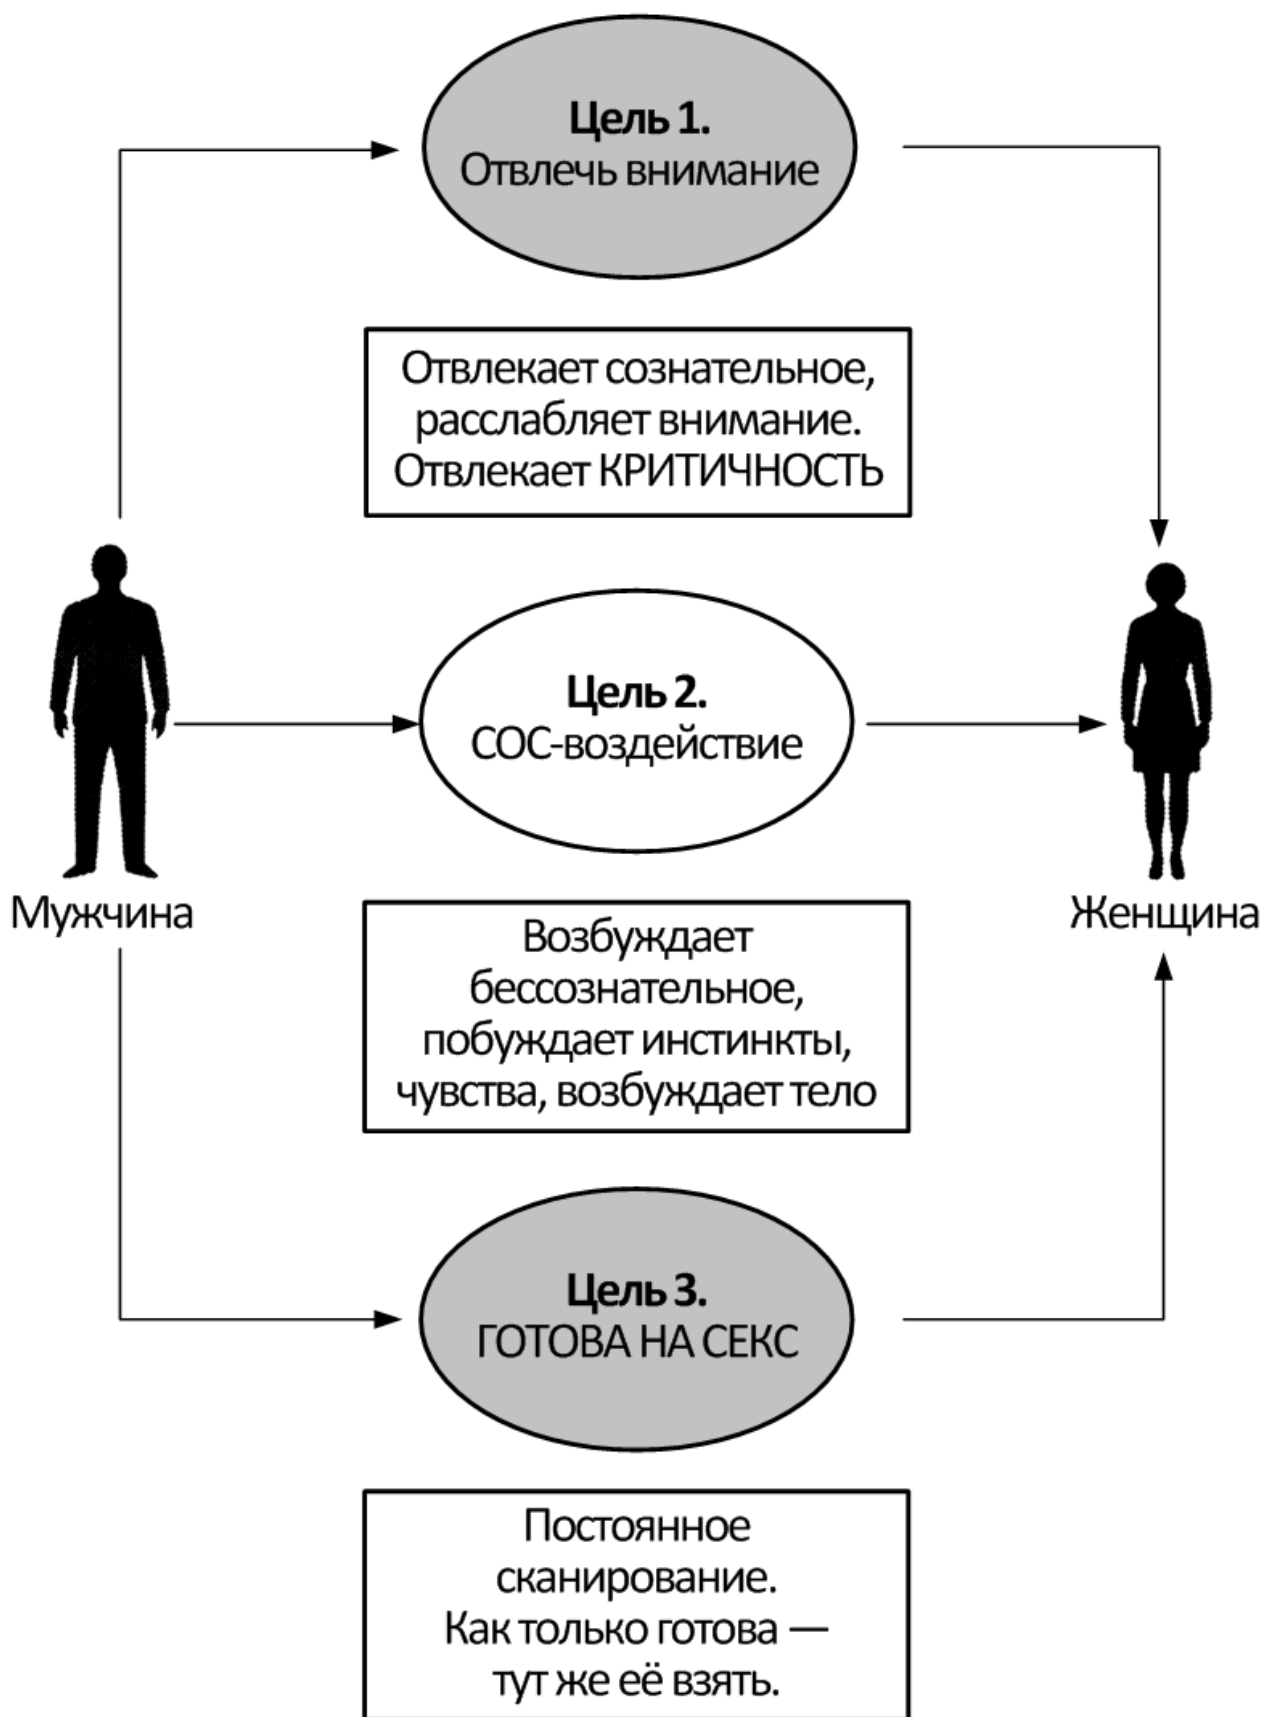 Цель 1.
Отвлечь внимание
Отвлекает сознательное,
расслабляет внимание.
Отвлекает КРИТИЧНОСТЬ
Цель 2.
СОС-воздействие
Мужчина
Женщина
Возбуждает
бессознательное,
побуждает инстинкты,
чувства, возбуждает тело
Цель 3.
ГОТОВА НА СЕКС
Постоянное
сканирование.
Как только готова —
тут же её взять.